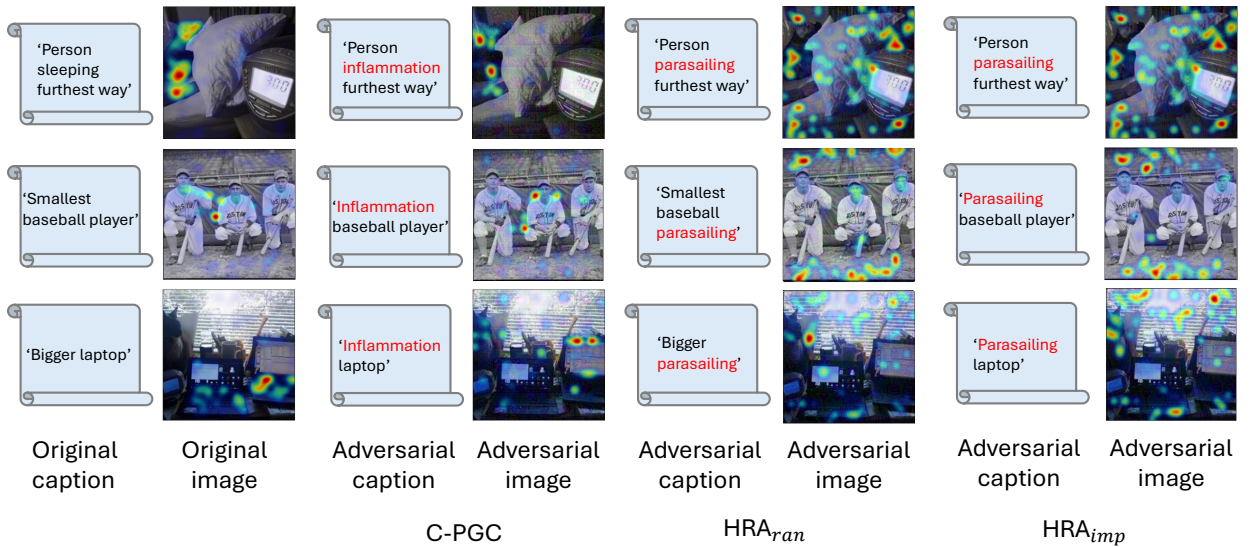 ‘Person
sleeping
furthest way’
‘Person
inflammation
furthest way’
‘Person
parasailing
furthest way’
‘Person
parasailing
furthest way’
‘Smallest
baseball player’
‘Inflammation
baseball player’
‘Smallest
baseball
parasailing’
‘Parasailing
baseball player’
‘Bigger laptop’
‘Inflammation
laptop’
‘Bigger
parasailing’
‘Parasailing
laptop’
Original
caption
Original
image
Adversarial
caption
Adversarial
image
Adversarial
caption
Adversarial
image
Adversarial
caption
Adversarial
image
C-PGC
HRA_ran
HRA_imp